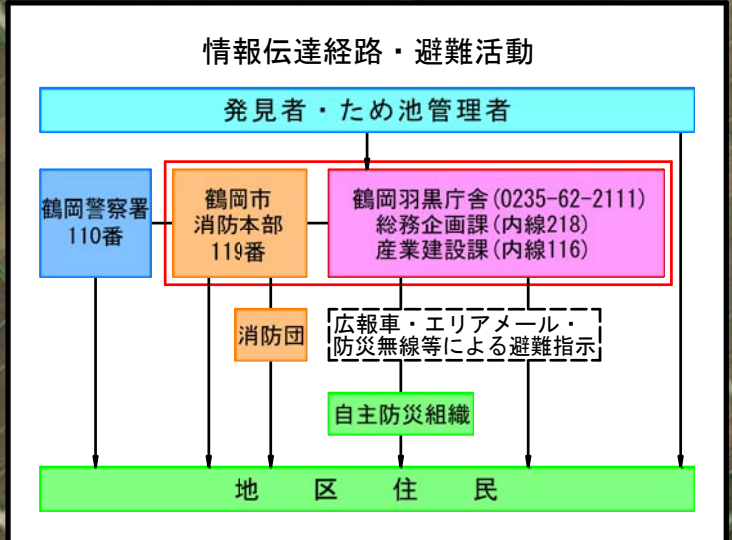 情報伝達経路・避難活動
発見者・ため池管理者
鶴岡警察署
110番
鶴岡市
消防本部
119番
鶴岡羽黒庁舎(0235-62-2111)
総務企画課(内線218)
産業建設課(内線116)
消防団
広報車・エリアメール・
防災無線等による避難指示
自主防災組織
地区住民